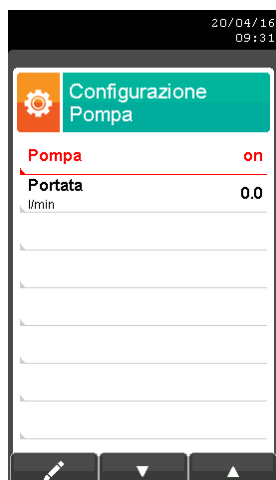 20/04/16
09:31
Configurazione
Pompa
Pompa on
Portata 0.0
l/min